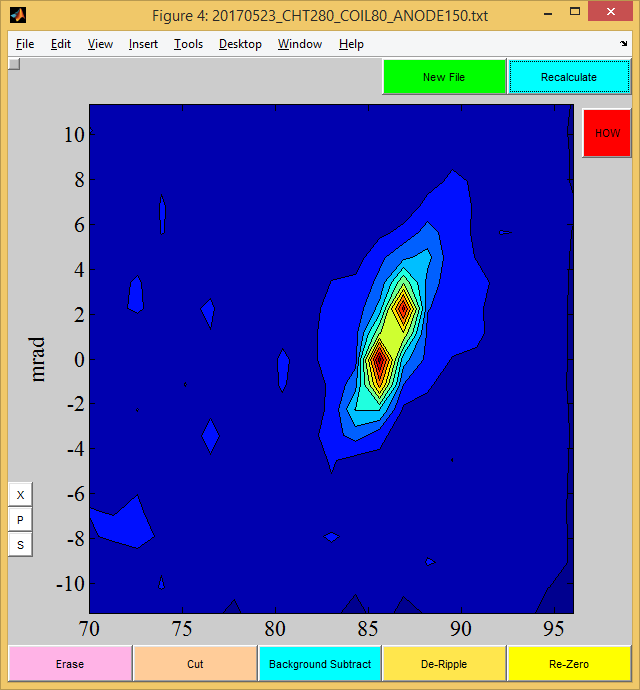 Figure 4: 20170523_CHT280_COIL80_ANODE150.txt
File Edit View Insert Tools Desktop Window Help
New File Recalculate
HOW
10
8
6
4
2
0
-2
-4
-6
-8
-10
mrad
X
P
S
70 75 80 85 90 95
Erase Cut Background Subtract De-Ripple Re-Zero